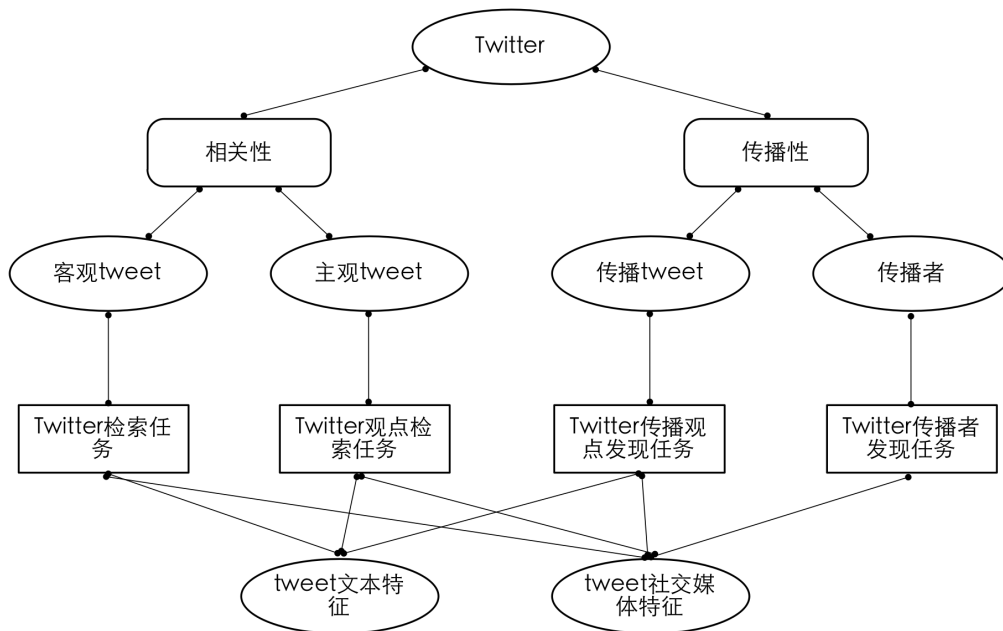 Twitter
相关性
传播性
客观tweet
主观tweet
传播tweet
传播者
Twitter检索任
务
Twitter观点检
索任务
Twitter传播观
点发现任务
Twitter传播者
发现任务
tweet文本特
征
tweet社交媒
体特征